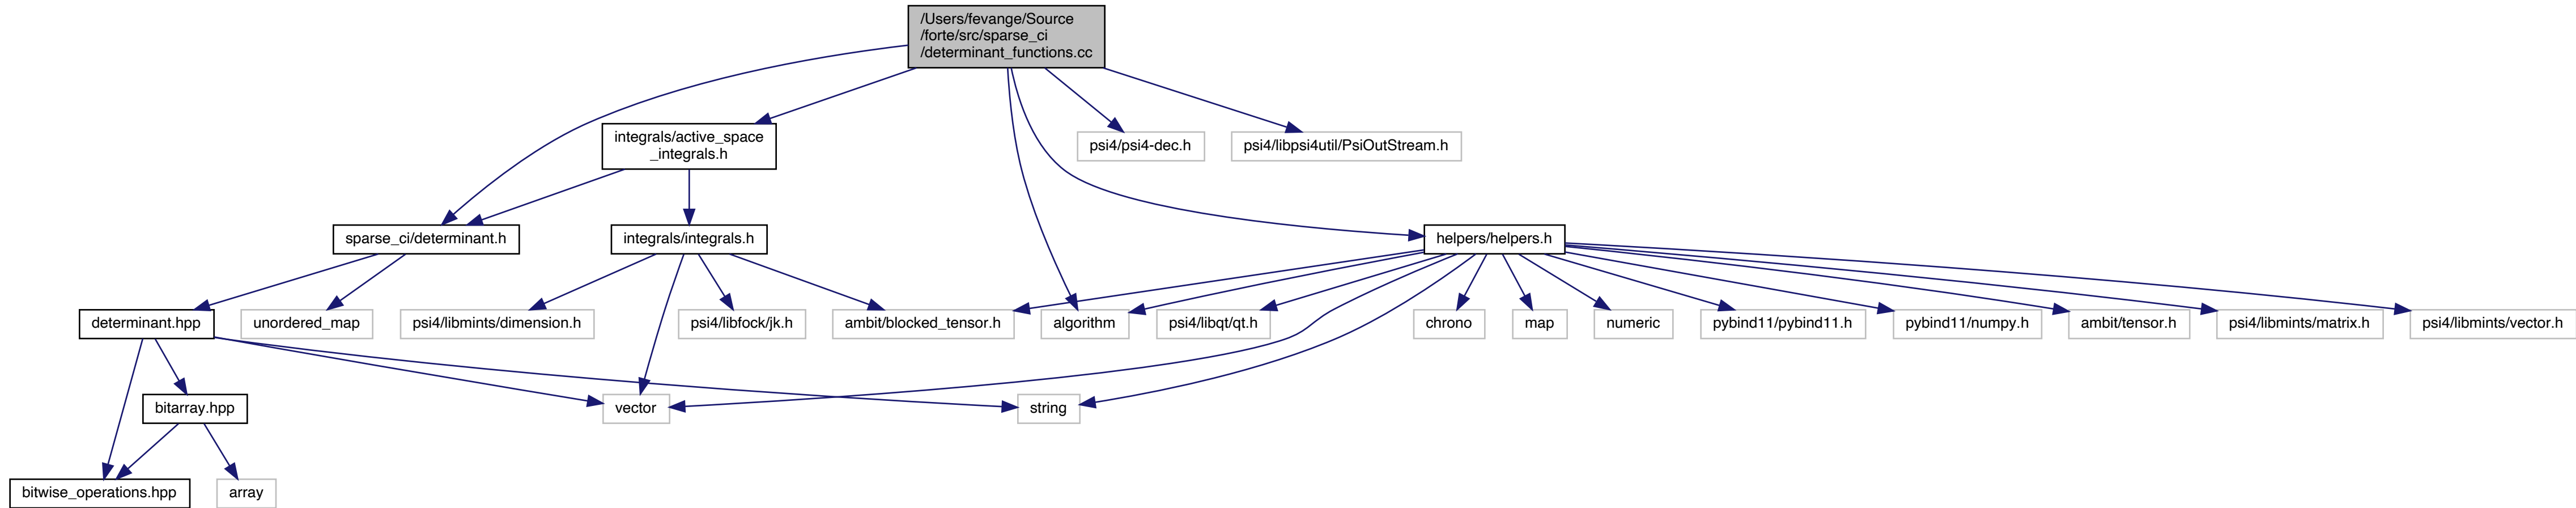 /Users/fevange/Source
/forte/src/sparse_ci
/determinant_functions.cc
integrals/active_space
_integrals.h
psi4/psi4-dec.h
psi4/libpsi4util/PsiOutStream.h
sparse_ci/determinant.h
integrals/integrals.h
helpers/helpers.h
determinant.hpp
unordered_map
psi4/libmints/dimension.h
psi4/libfock/jk.h
ambit/blocked_tensor.h
algorithm
psi4/libqt/qt.h
chrono
map
numeric
pybind11/pybind11.h
pybind11/numpy.h
ambit/tensor.h
psi4/libmints/matrix.h
psi4/libmints/vector.h
bitarray.hpp
vector
string
bitwise_operations.hpp
array